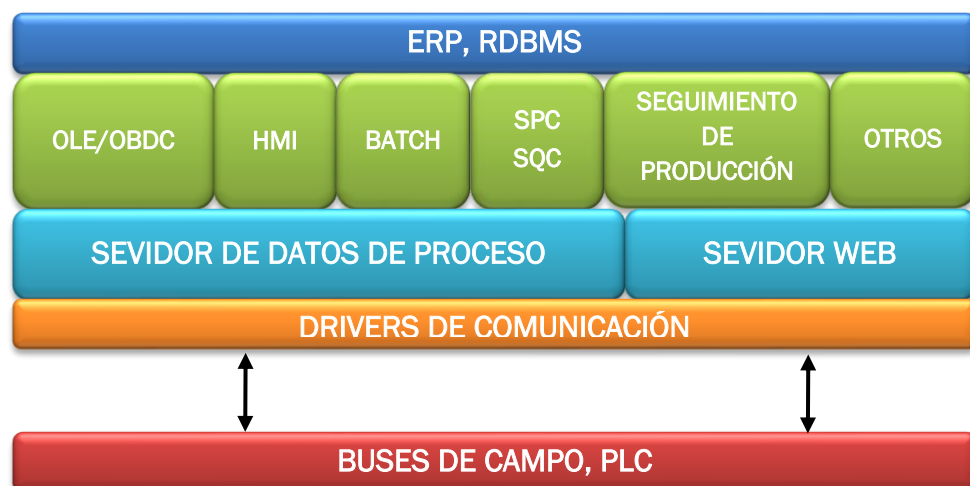 ERP, RDBMS
OLE/OBDC
HMI
BATCH
SPC
SQC
SEGUIMIENTO
DE
PRODUCCIÓN
OTROS
SEVIDOR DE DATOS DE PROCESO
SEVIDOR WEB
DRIVERS DE COMUNICACIÓN
BUSES DE CAMPO, PLC